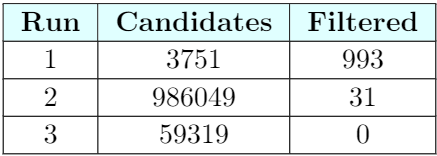 Run Candidates Filtered
1 3751 993
2 986049 31
3 59319 0